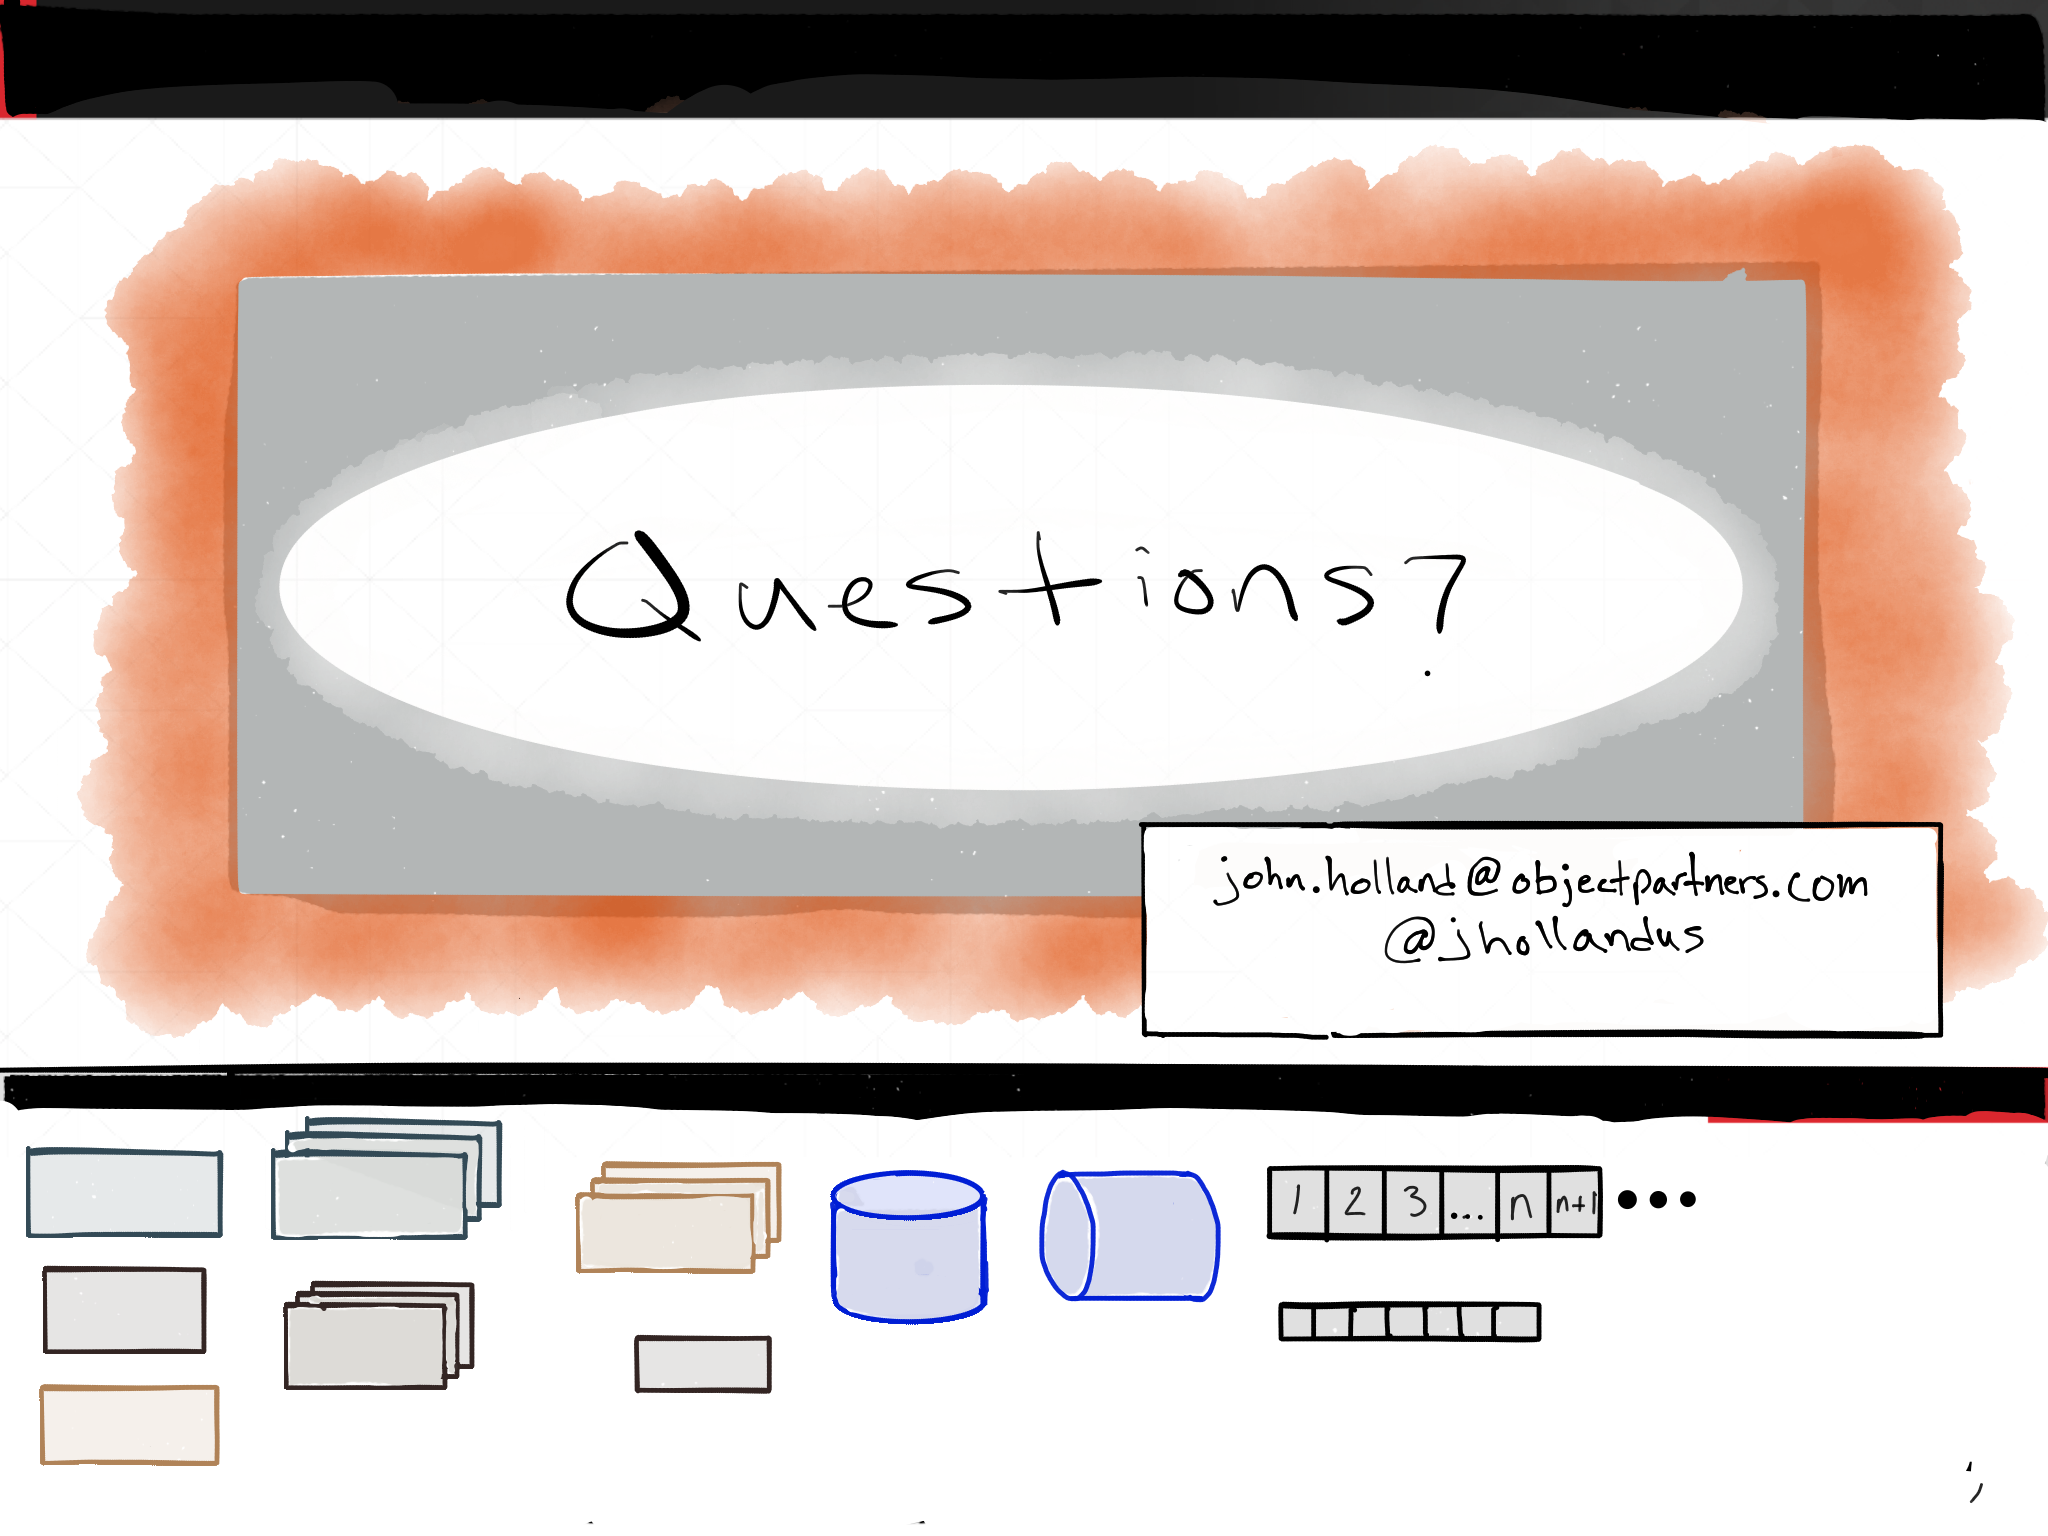 Questions?
john.holland@objectpartners.com
@jhollandus
1 2 3 ... n n+1 •••